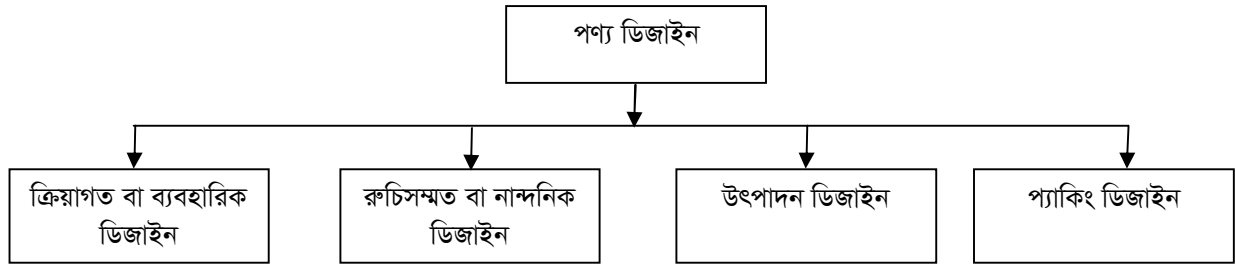 পণ্য ডিজাইন
ক্রিয়াগত বা ব্যবহারিক
ডিজাইন
রুচিসম্মত বা নান্দনিক
ডিজাইন
উৎপাদন ডিজাইন
প্যাকিং ডিজাইন